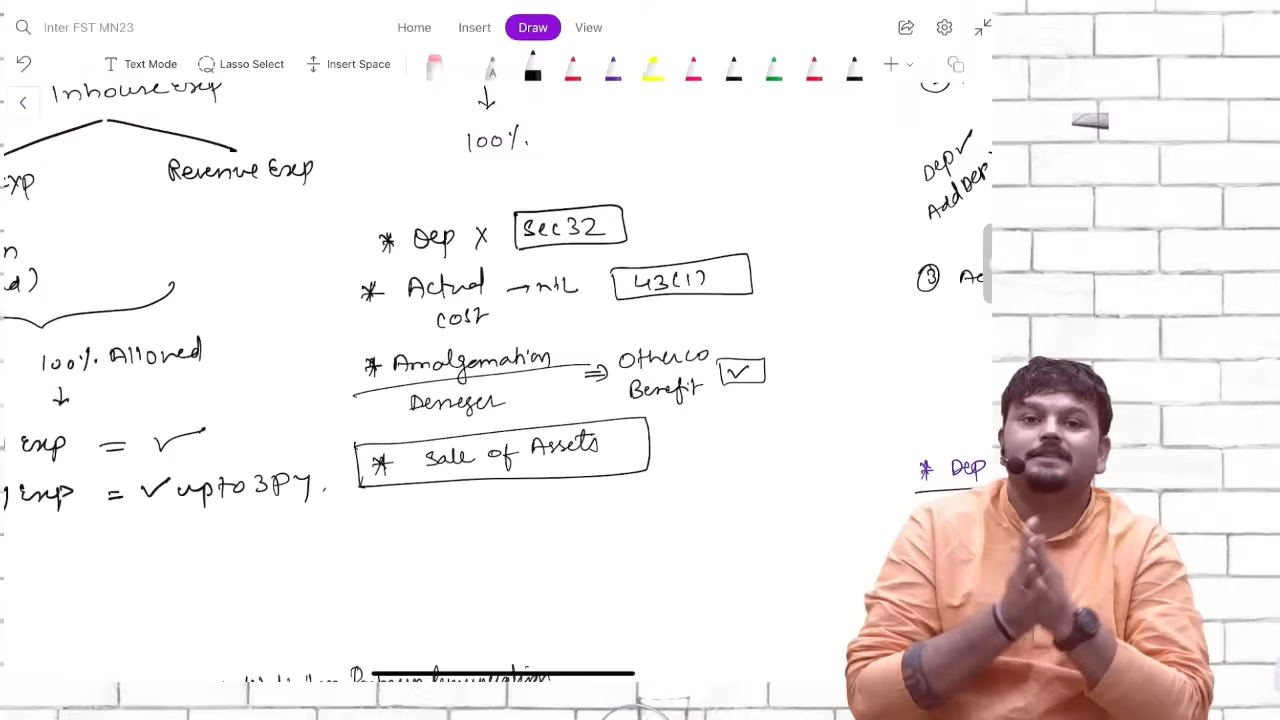 Inter FST MN23
Home
Insert
Draw
View
Text Mode
Lasso Select
Insert Space
Inhouse Exp
Revenue Exp
100%.
* Dep X Sec 32
* Actual cost → nil 43(1)
* Amalgamation
Demeger
⇒ Other co
Benefit ✓
* Sale of Assets
100%. Allowed
↓
Exp = ✓
Exp = ✓ upto 3PY.
Dep ✓
Add Dep
③ Ac
* Dep